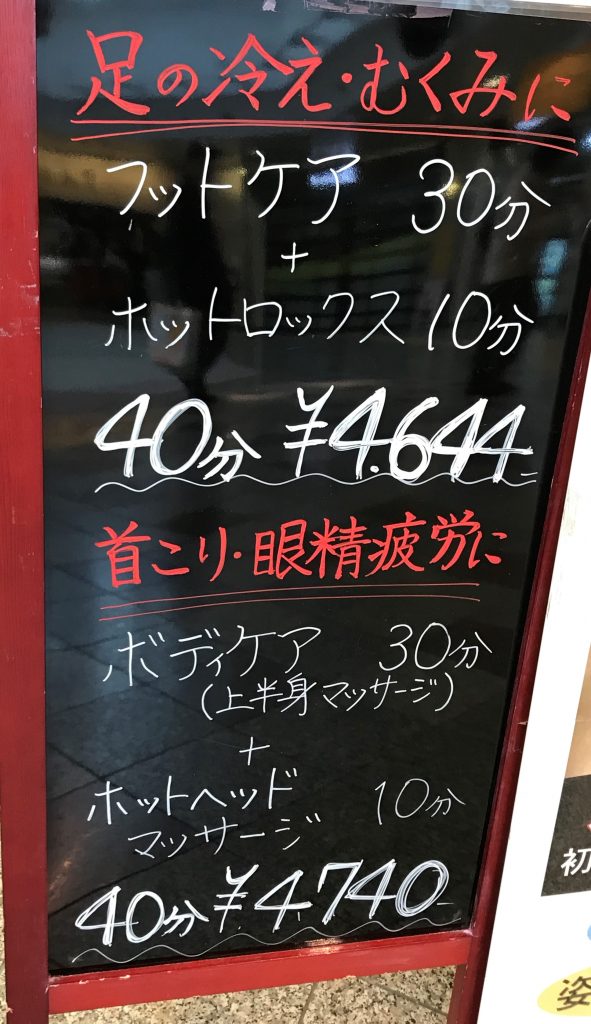 足の冷え・むくみに
フットケア 30分
+
ホットロックス 10分
40分 ¥4.644-
首こり・眼精疲労に
ボディケア 30分
(上半身マッサージ)
+
ホットヘッド 10分
マッサージ
40分 ¥4.740-
初
姿